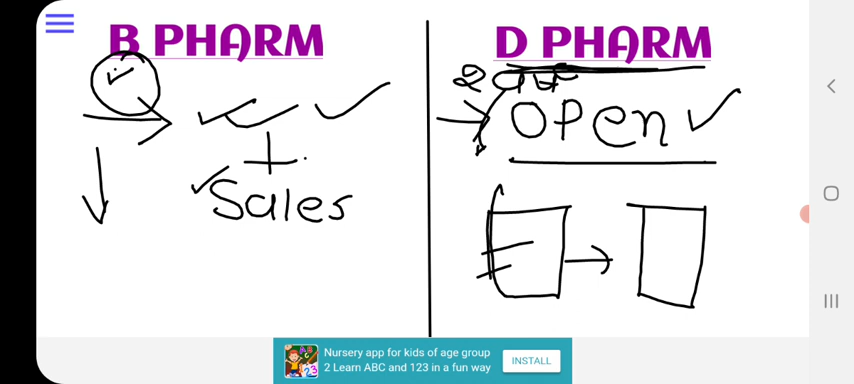 B PHARM
D PHARM
Open
+
Sales
Nursery app for kids of age group
2 Learn ABC and 123 in a fun way
INSTALL